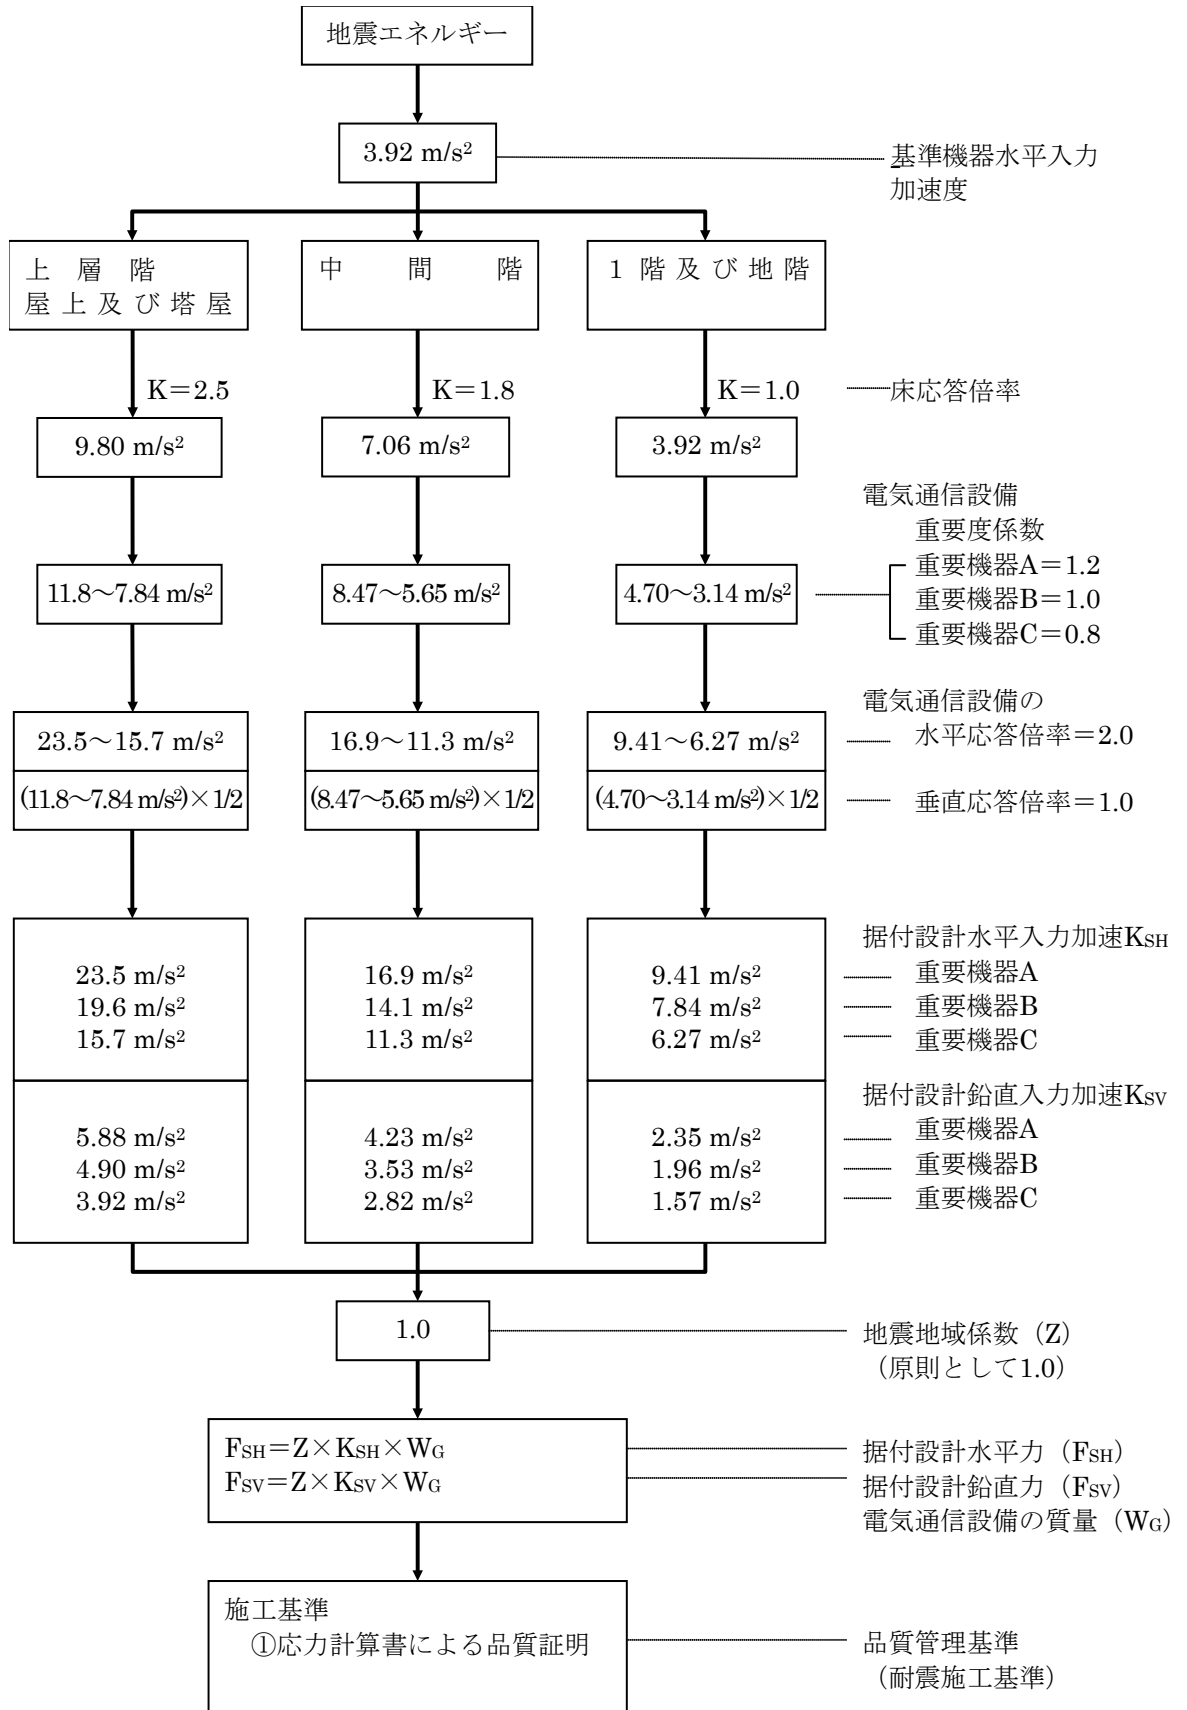 地震エネルギー
3.92 m/s²
基準機器水平入力
加速度
上層階
屋上及び塔屋
中間階
1階及び地階
K=2.5
K=1.8
K=1.0
床応答倍率
9.80 m/s²
7.06 m/s²
3.92 m/s²
電気通信設備
重要度係数
重要機器A=1.2
重要機器B=1.0
重要機器C=0.8
11.8～7.84 m/s²
8.47～5.65 m/s²
4.70～3.14 m/s²
電気通信設備の
水平応答倍率=2.0
23.5～15.7 m/s²
16.9～11.3 m/s²
9.41～6.27 m/s²
(11.8～7.84 m/s²)×1/2
(8.47～5.65 m/s²)×1/2
(4.70～3.14 m/s²)×1/2
垂直応答倍率=1.0
据付設計水平入力加速KSH
23.5 m/s²
16.9 m/s²
9.41 m/s²
重要機器A
19.6 m/s²
14.1 m/s²
7.84 m/s²
重要機器B
15.7 m/s²
11.3 m/s²
6.27 m/s²
重要機器C
据付設計鉛直入力加速KSV
5.88 m/s²
4.23 m/s²
2.35 m/s²
重要機器A
4.90 m/s²
3.53 m/s²
1.96 m/s²
重要機器B
3.92 m/s²
2.82 m/s²
1.57 m/s²
重要機器C
1.0
地震地域係数（Z）
（原則として1.0）
FSH=Z×KSH×WG
FSV=Z×KSV×WG
据付設計水平力（FSH）
据付設計鉛直力（FSV）
電気通信設備の質量（WG）
施工基準
①応力計算書による品質証明
品質管理基準
（耐震施工基準）